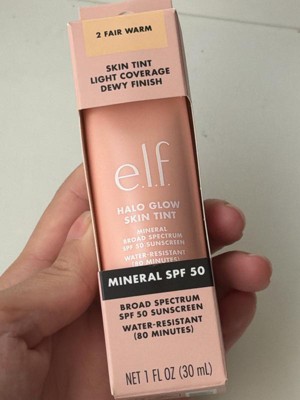 2 FAIR WARM
SKIN TINT
LIGHT COVERAGE
DEWY FINISH
e.l.f.
HALO GLOW
SKIN TINT
MINERAL
BROAD SPECTRUM
SPF 50 SUNSCREEN
WATER-RESISTANT
(80 MINUTES)
MINERAL SPF 50
BROAD SPECTRUM
SPF 50 SUNSCREEN
WATER-RESISTANT
(80 MINUTES)
NET 1 FL OZ (30 mL)